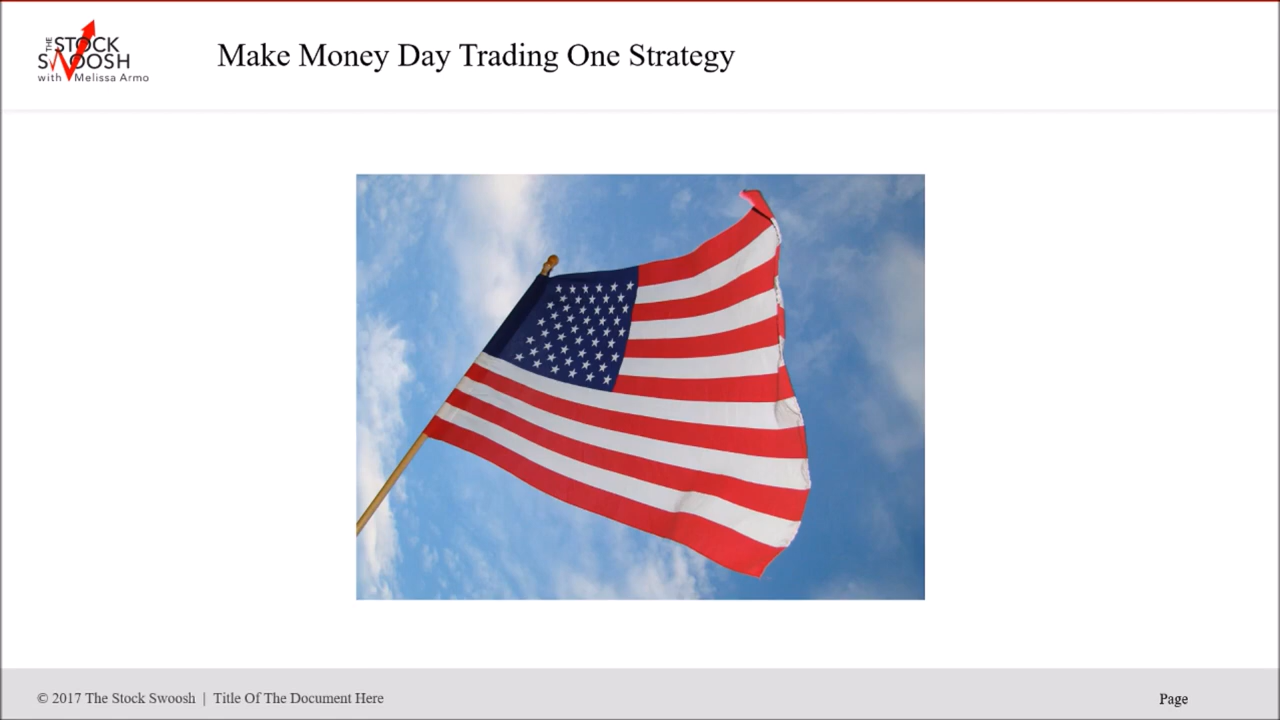 THE STOCK
SWOOSH
with Melissa Armo
Make Money Day Trading One Strategy
© 2017 The Stock Swoosh | Title Of The Document Here
Page